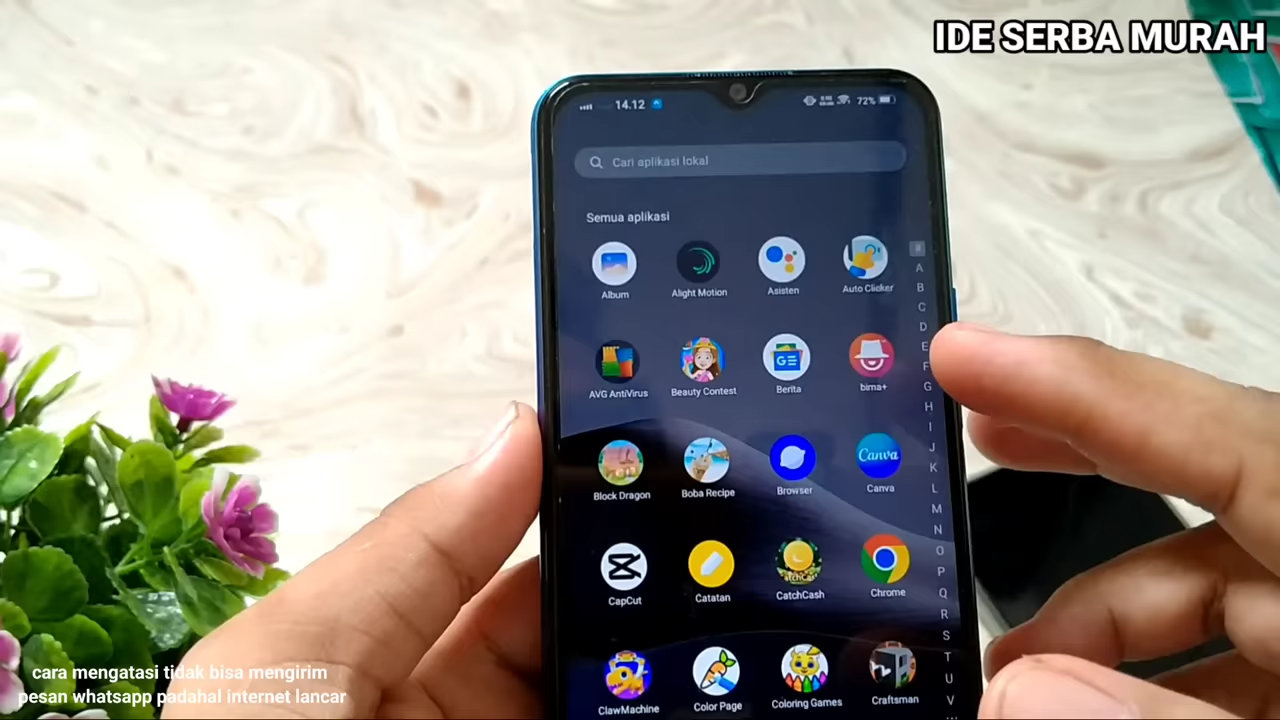 IDE SERBA MURAH
14.12
72%
Cari aplikasi lokal
Semua aplikasi
Album
Alight Motion
Asisten
Auto Clicker
AVG AntiVirus
Beauty Contest
Berita
bima+
Block Dragon
Boba Recipe
Browser
Canva
Canva
CapCut
Catatan
CatchCash
Chrome
ClawMachine
Color Page
Coloring Games
Craftsman
A
B
C
D
E
F
G
H
I
J
K
L
M
N
O
P
Q
R
S
T
U
V
cara mengatasi tidak bisa mengirim
pesan whatsapp padahal internet lancar